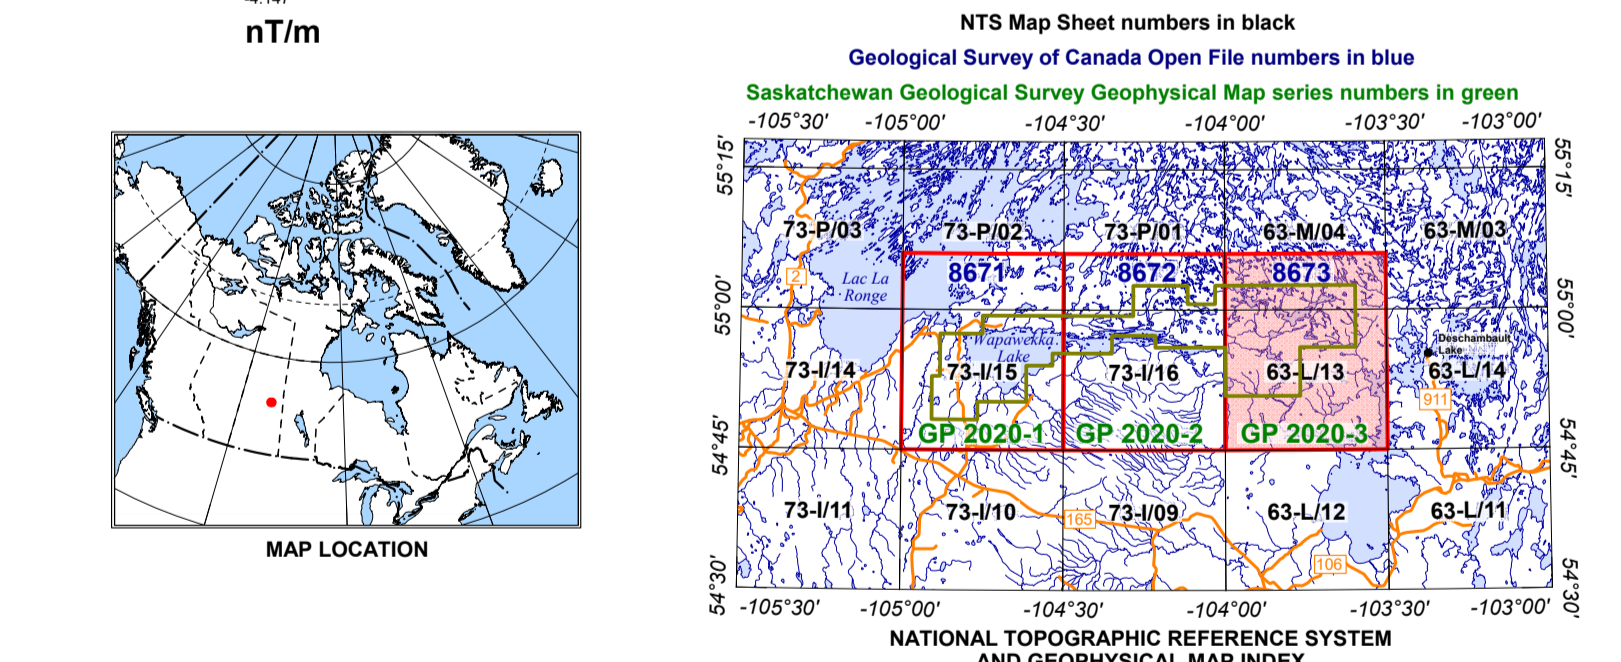 nT/m
MAP LOCATION
NTS Map Sheet numbers in black
Geological Survey of Canada Open File numbers in blue
Saskatchewan Geological Survey Geophysical Map series numbers in green
-105°30' -105°00' -104°30' -104°00' -103°30' -103°00'
55°15' 55°15'
73-P/03 73-P/02 73-P/01 63-M/04 63-M/03
8671 8672 8673
2
Lac La
Ronge
55°00' 55°00'
Wapawekka
Lake
Deschambault
Lake
73-I/14 73-I/15 73-I/16 63-L/13 63-L/14
911
GP 2020-1 GP 2020-2 GP 2020-3
54°45' 54°45'
73-I/11 73-I/10 73-I/09 63-L/12 63-L/11
165
106
54°30' 54°30'
-105°30' -105°00' -104°30' -104°00' -103°30' -103°00'
NATIONAL TOPOGRAPHIC REFERENCE SYSTEM
AND GEOPHYSICAL MAP INDEX